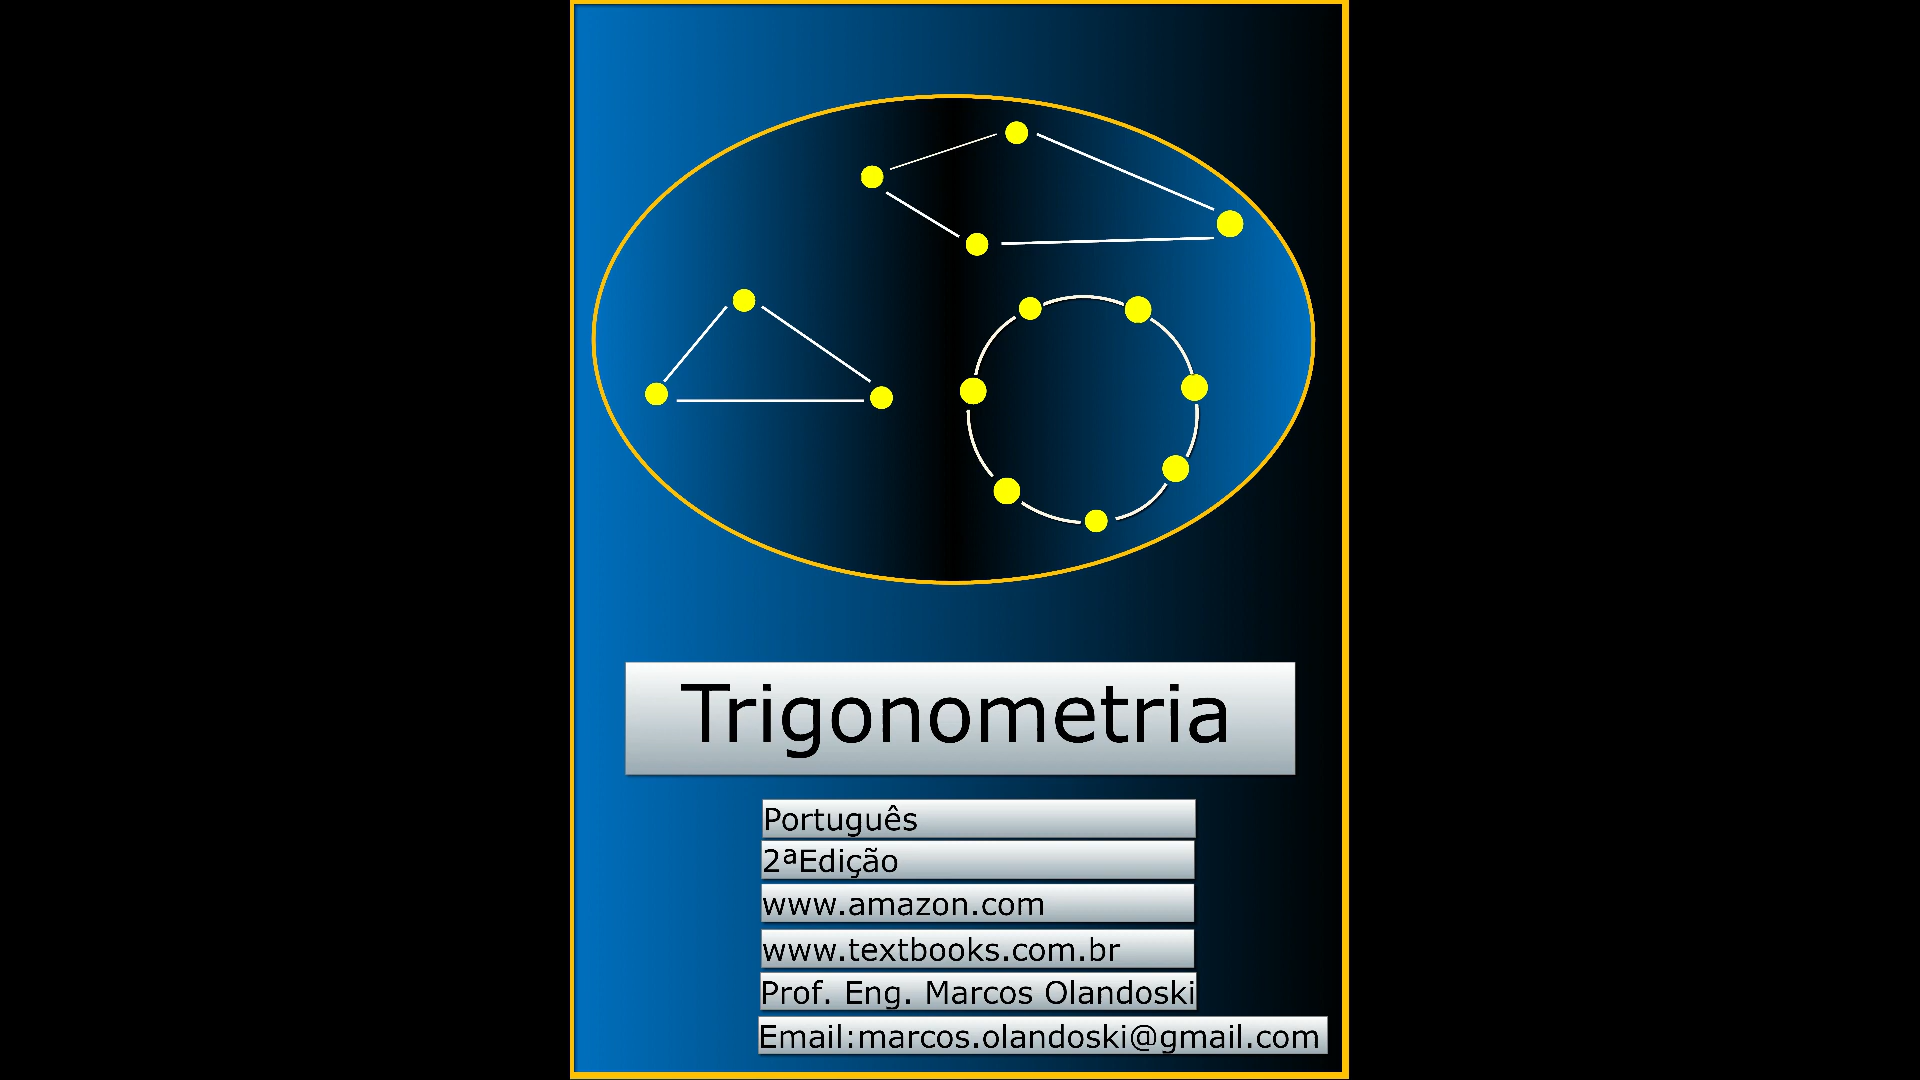 Trigonometria
Português
2ªEdição
www.amazon.com
www.textbooks.com.br
Prof. Eng. Marcos Olandoski
Email:marcos.olandoski@gmail.com